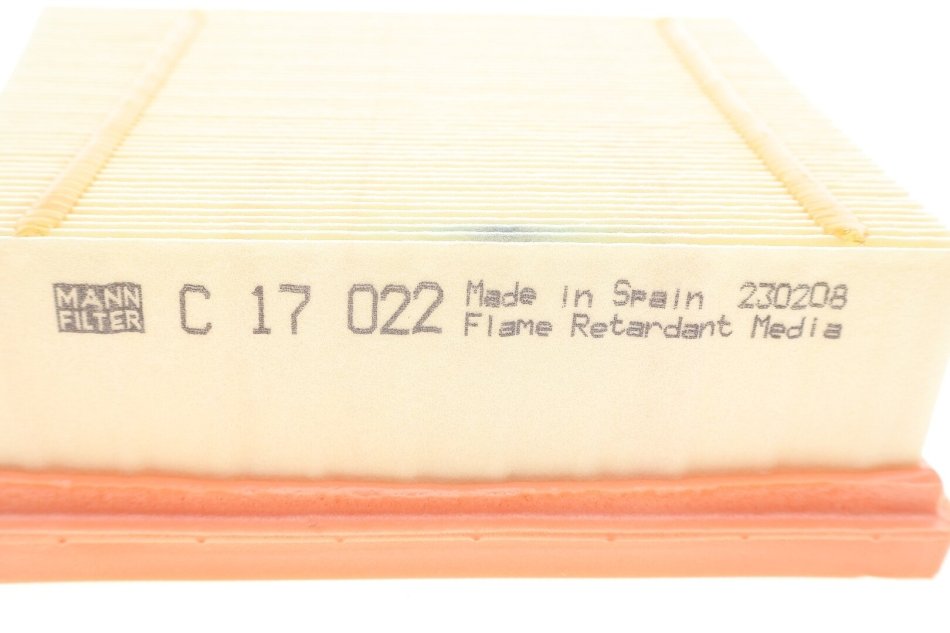 MANN
FILTER
C 17 022
Made in Spain 230208
Flame Retardant Media